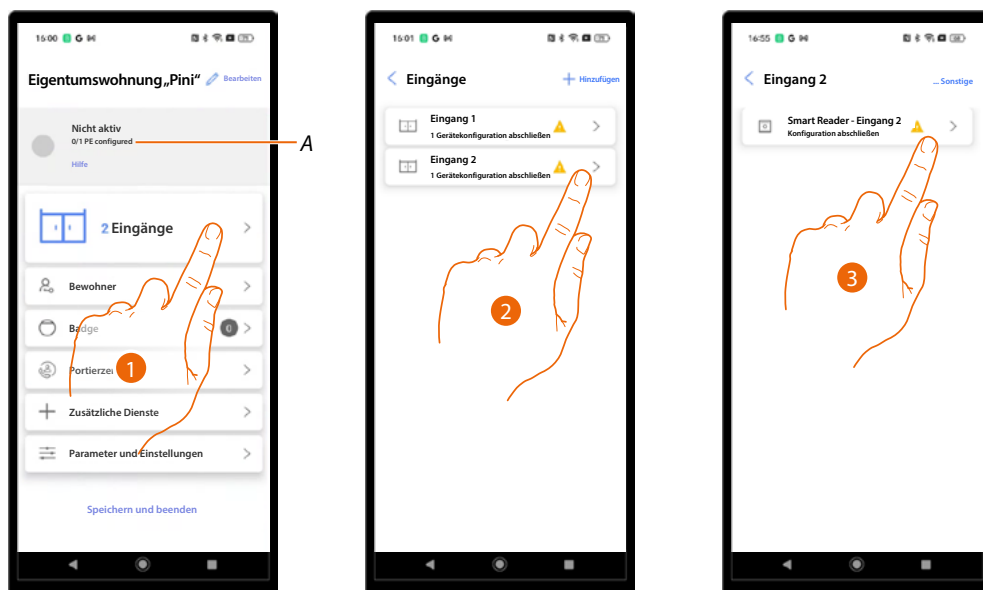 16:00 G
71
Eigentumswohnung„Pini“ Bearbeiten
Nicht aktiv
0/1 PE configured
Hilfe
A
2 Eingänge
Bewohner
Badge 0
Portierze
Zusätzliche Dienste
Parameter und Einstellungen
Speichern und beenden
1
16:01 G
Eingänge Hinzufügen
Eingang 1
1 Gerätekonfiguration abschließen
Eingang 2
1 Gerätekonfiguration abschließen
2
16:55 G
68
Eingang 2 ... Sonstige
Smart Reader - Eingang 2
Konfiguration abschließen
3